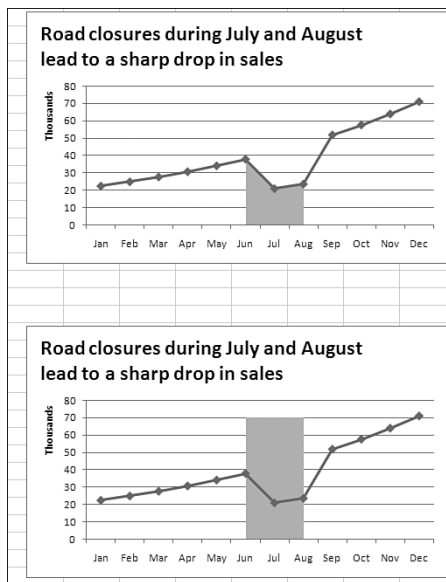 Road closures during July and August
lead to a sharp drop in sales
Thousands
80
70
60
50
40
30
20
10
0
Jan Feb Mar Apr May Jun Jul Aug Sep Oct Nov Dec
Road closures during July and August
lead to a sharp drop in sales
Thousands
80
70
60
50
40
30
20
10
0
Jan Feb Mar Apr May Jun Jul Aug Sep Oct Nov Dec